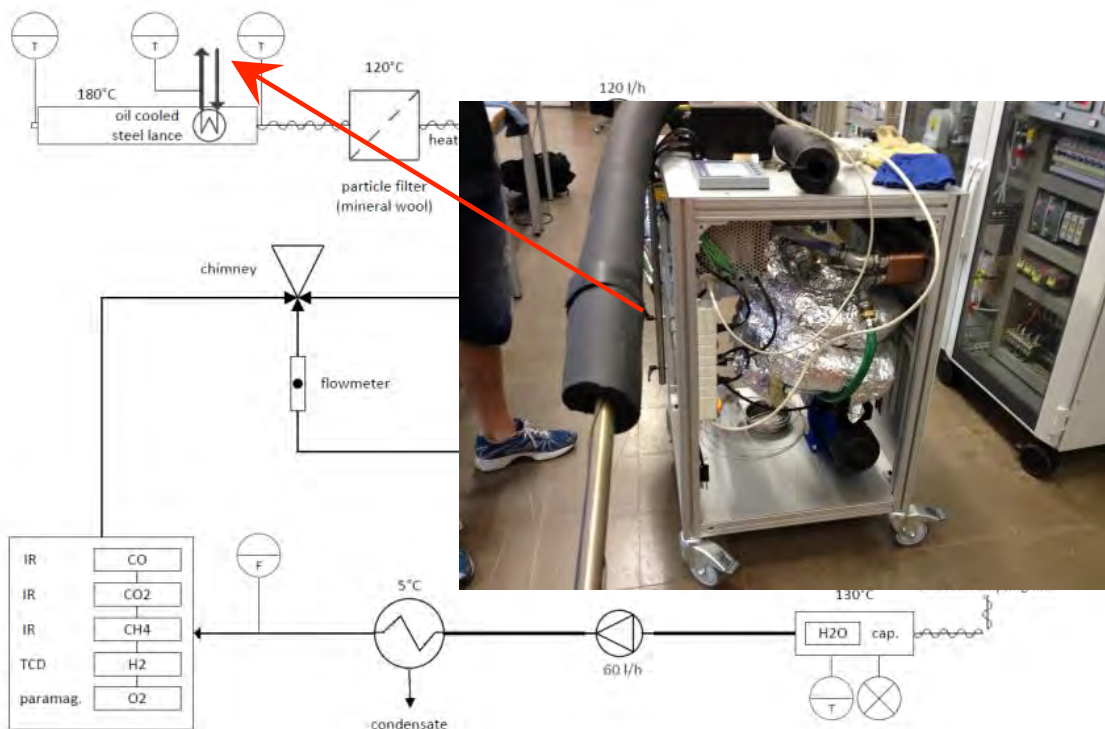 T
T
T
180°C
oil cooled
steel lance
120°C
120 l/h
heat
particle filter
(mineral wool)
chimney
flowmeter
IR
CO
IR
CO2
IR
CH4
TCD
H2
paramag.
O2
F
5°C
condensate
60 l/h
130°C
H2O
cap.
T